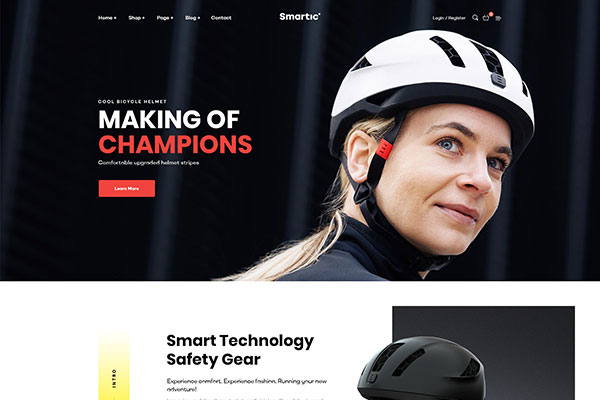 Home +
Shop +
Page +
Blog +
Contact
Smartic
Login / Register
COOL BICYCLE HELMET
MAKING OF
CHAMPIONS
Comfortable upgraded helmet stripes
Learn More
INTRO
Smart Technology
Safety Gear
Experience comfort. Experience fashion. Running your new
adventure!